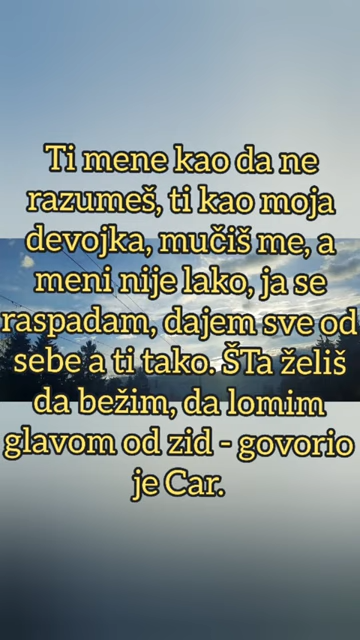 Ti mene kao da ne
razumeš, ti kao moja
devojka, mučiš me, a
meni nije lako, ja se
raspadam, dajem sve od
sebe a ti tako. ŠTa želiš
da bežim, da lomim
glavom od zid - govorio
je Car.